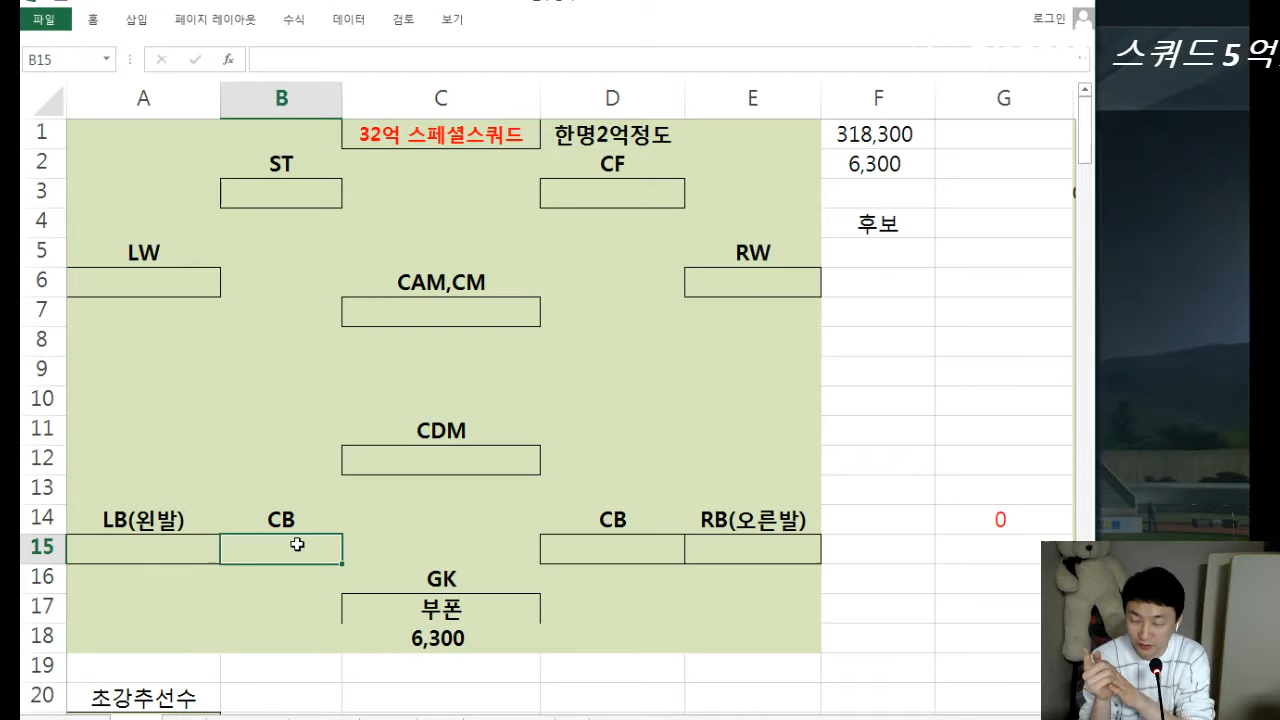 파일 홈 삽입 페이지 레이아웃 수식 데이터 검토 보기 로그인
스쿼드 5억
B15 fx
A B C D E F G
1 32억 스페셜스쿼드 한명2억정도 318,300
2 ST CF 6,300
3
4 후보
5 LW RW
6 CAM,CM
7
8
9
10
11 CDM
12
13
14 LB(왼발) CB CB RB(오른발) 0
15
16 GK
17 부폰
18 6,300
19
20 초강추선수